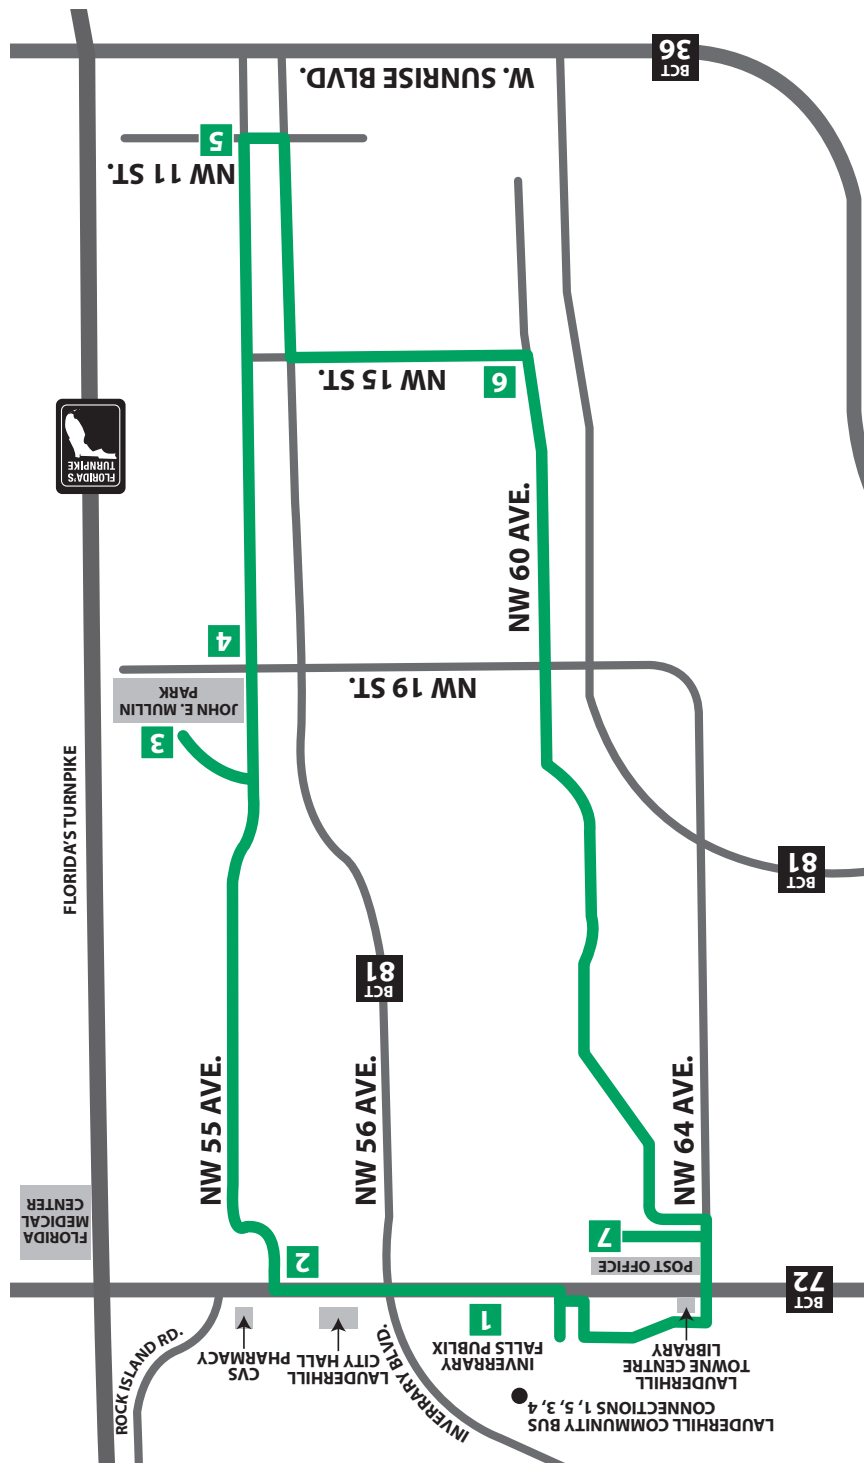 LAUDERHILL COMMUNITY BUS
CONNECTIONS 1, 5, 3, 4
INVERRARY BLVD.
ROCK ISLAND RD.
LAUDERHILL
TOWNE CENTRE
LIBRARY
INVERRARY
FALLS PUBLIX
1
LAUDERHILL
CITY HALL
CVS
PHARMACY
BCT
72
POST OFFICE
7
2
FLORIDA
MEDICAL
CENTER
NW 64 AVE.
NW 56 AVE.
NW 55 AVE.
BCT
81
BCT
81
FLORIDA'S TURNPIKE
3
JOHN E. MULLIN
PARK
NW 19 ST.
4
NW 60 AVE.
FLORIDA'S
TURNPIKE
6
NW 15 ST.
NW 11 ST.
5
W. SUNRISE BLVD.
BCT
36